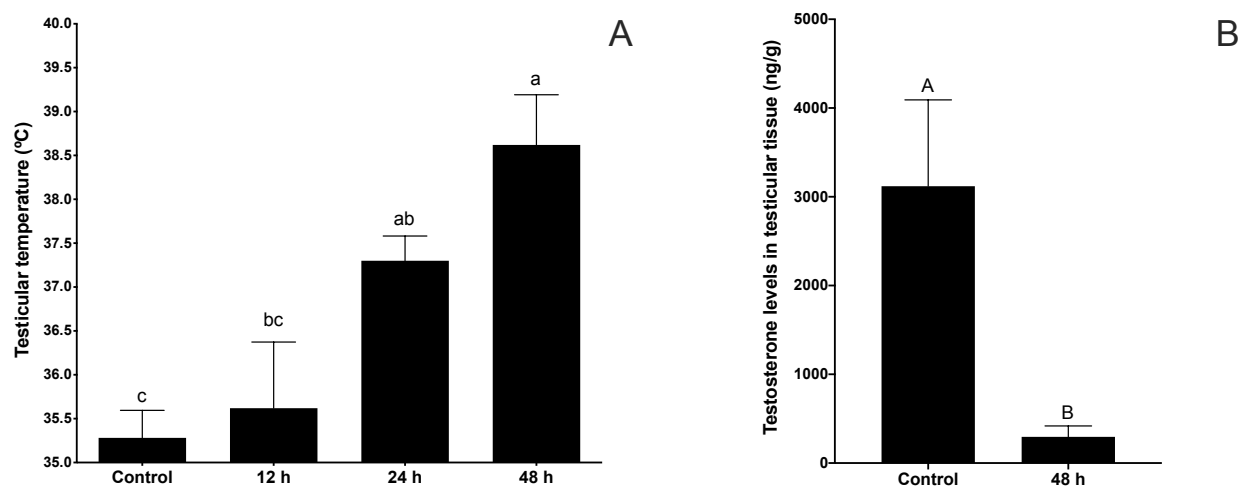 A
Testicular temperature (ºC)
40.0
39.5
39.0
38.5
38.0
37.5
37.0
36.5
36.0
35.5
35.0
c
bc
ab
a
Control
12 h
24 h
48 h
B
Testosterone levels in testicular tissue (ng/g)
5000
4000
3000
2000
1000
0
A
B
Control
48 h